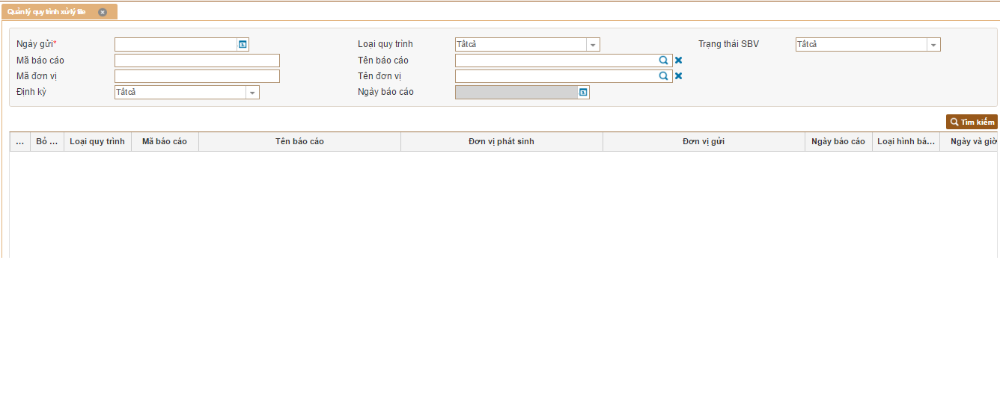 Quản lý quy trình xử lý file
Ngày gửi* Loại quy trình Tất cả Trạng thái SBV Tất cả
Mã báo cáo Tên báo cáo
Mã đơn vị Tên đơn vị
Định kỳ Tất cả Ngày báo cáo
Tìm kiếm
... Bỏ ... Loại quy trình Mã báo cáo Tên báo cáo Đơn vị phát sinh Đơn vị gửi Ngày báo cáo Loại hình bá... Ngày và giờ